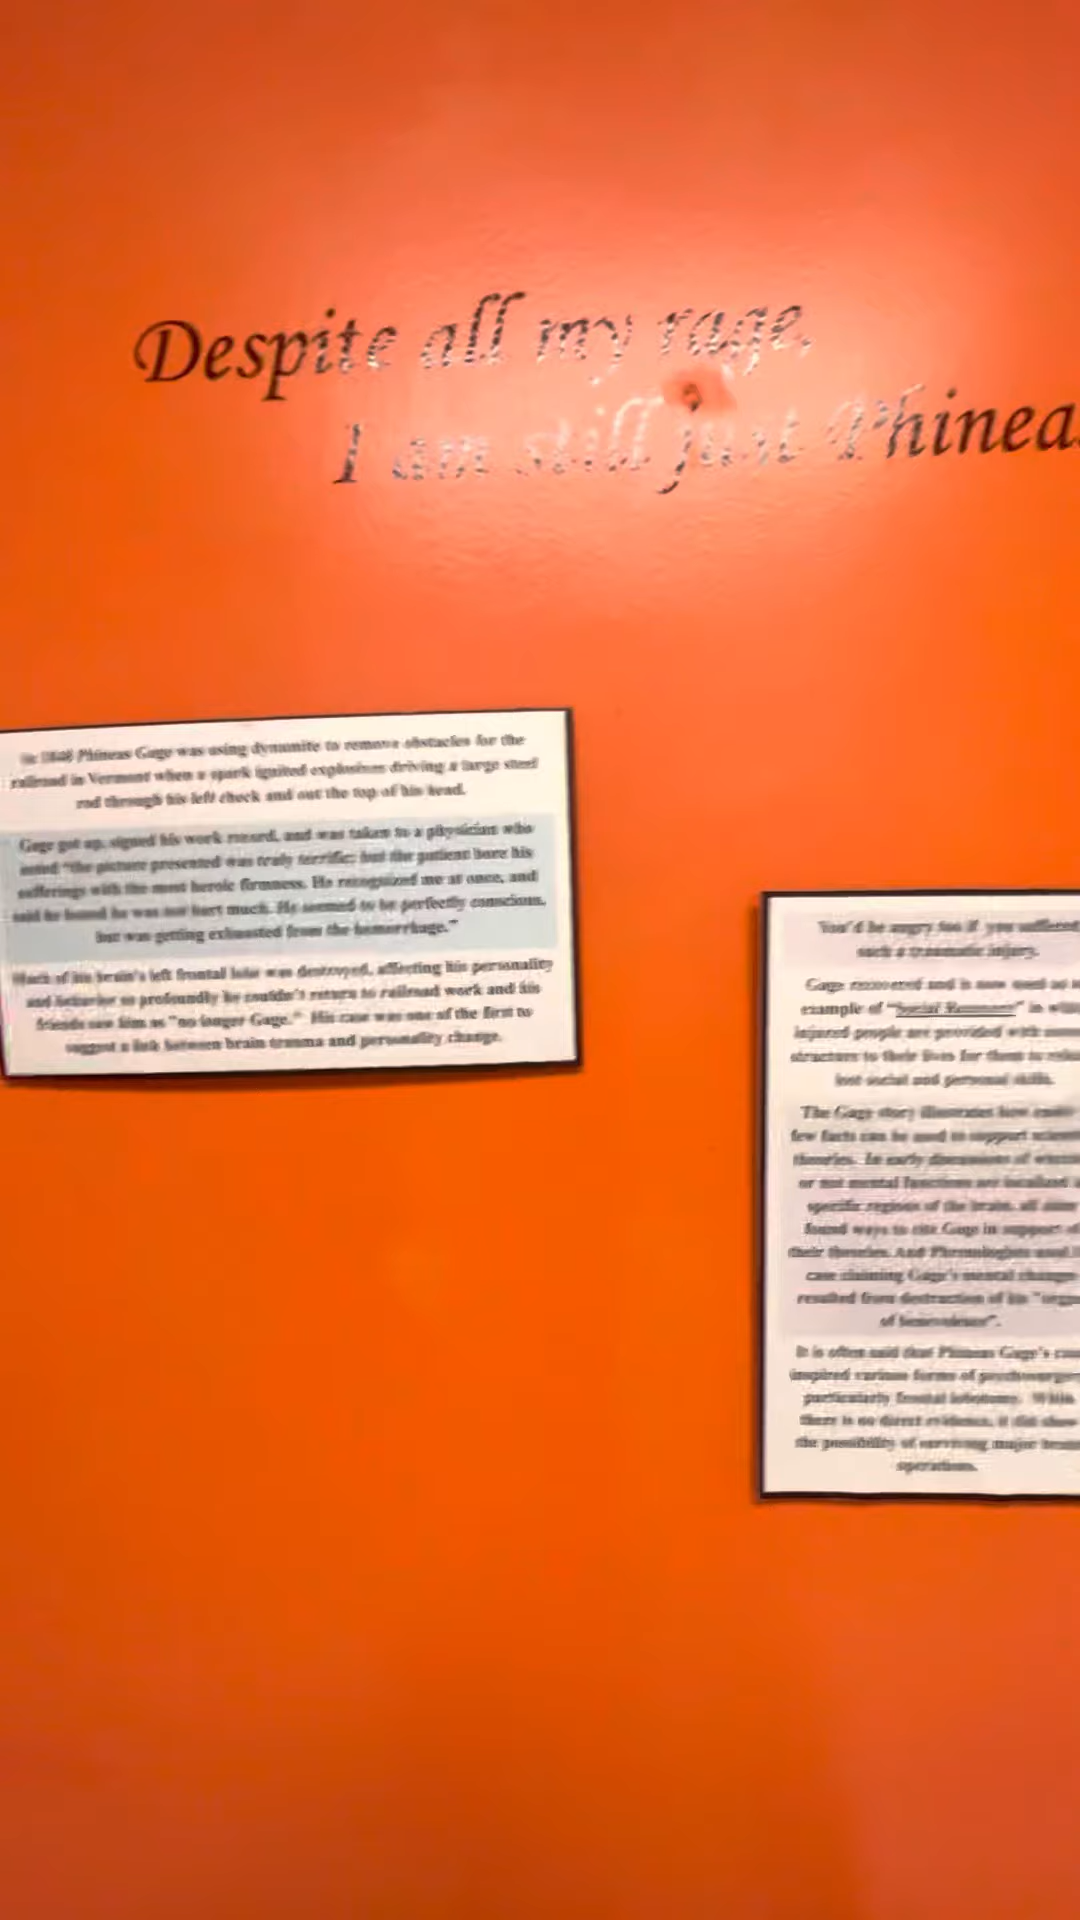 Despite all my rage,
I am still just Phineas
In 1848 Phineas Gage was using dynamite to remove obstacles for the
railroad in Vermont when a spark ignited explosives driving a large steel
rod through his left cheek and out the top of his head.
Gage got up, signed his work record, and was taken to a physician who
noted "the picture presented was truly terrific; but the patient bore his
sufferings with the most heroic firmness. He recognized me at once, and
said he hoped he was not hurt much. He seemed to be perfectly conscious,
but was getting exhausted from the hemorrhage."
Much of his brain's left frontal lobe was destroyed, affecting his personality
and behavior so profoundly he couldn't return to railroad work and his
friends saw him as "no longer Gage." His case was one of the first to
suggest a link between brain trauma and personality change.
You'd be angry too if you suffered
such a traumatic injury.
Gage recovered and is now used as
example of "Social Recovery" in
injured people are provided with
structure to their lives for them to
lost social and personal skills.
The Gage story illustrates how
few facts can be used to support
theories. In early discussions of
or not mental functions are localized
specific regions of the brain, all
found ways to cite Gage in support of
their theories. And Phrenologists used
case claiming Gage's mental changes
resulted from destruction of his
of benevolence".
It is often said that Phineas Gage's
inspired various forms of psychosurgery
particularly frontal lobotomy. While
there is no direct evidence, it did show
the possibility of surviving major brain
operations.